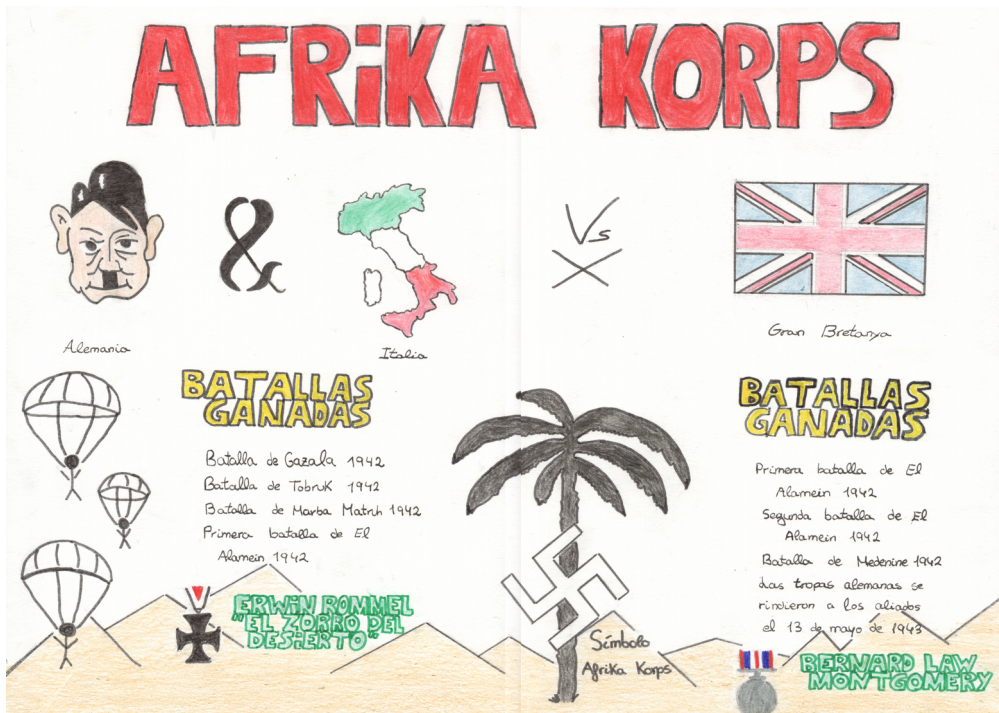 AFRiKA KORPS
&
Vs
Alemania
Italia
Gran Bretanya
BATALLAS
GANADAS
Batalla de Gazala 1942
Batalla de Tobruk 1942
Batalla de Marba Matruh 1942
Primera batalla de El
Alamein 1942
ERWiN ROMMEL
"EL ZORRO DEL
DESiERTO"
Símbolo
Afrika Korps
BATALLAS
GANADAS
Primera batalla de El
Alamein 1942
Segunda batalla de El
Alamein 1942
Batalla de Medenine 1942
Las tropas alemanas se
rindieron a los aliados
el 13 de mayo de 1943
BERNARD LAW
MONTGOMERY